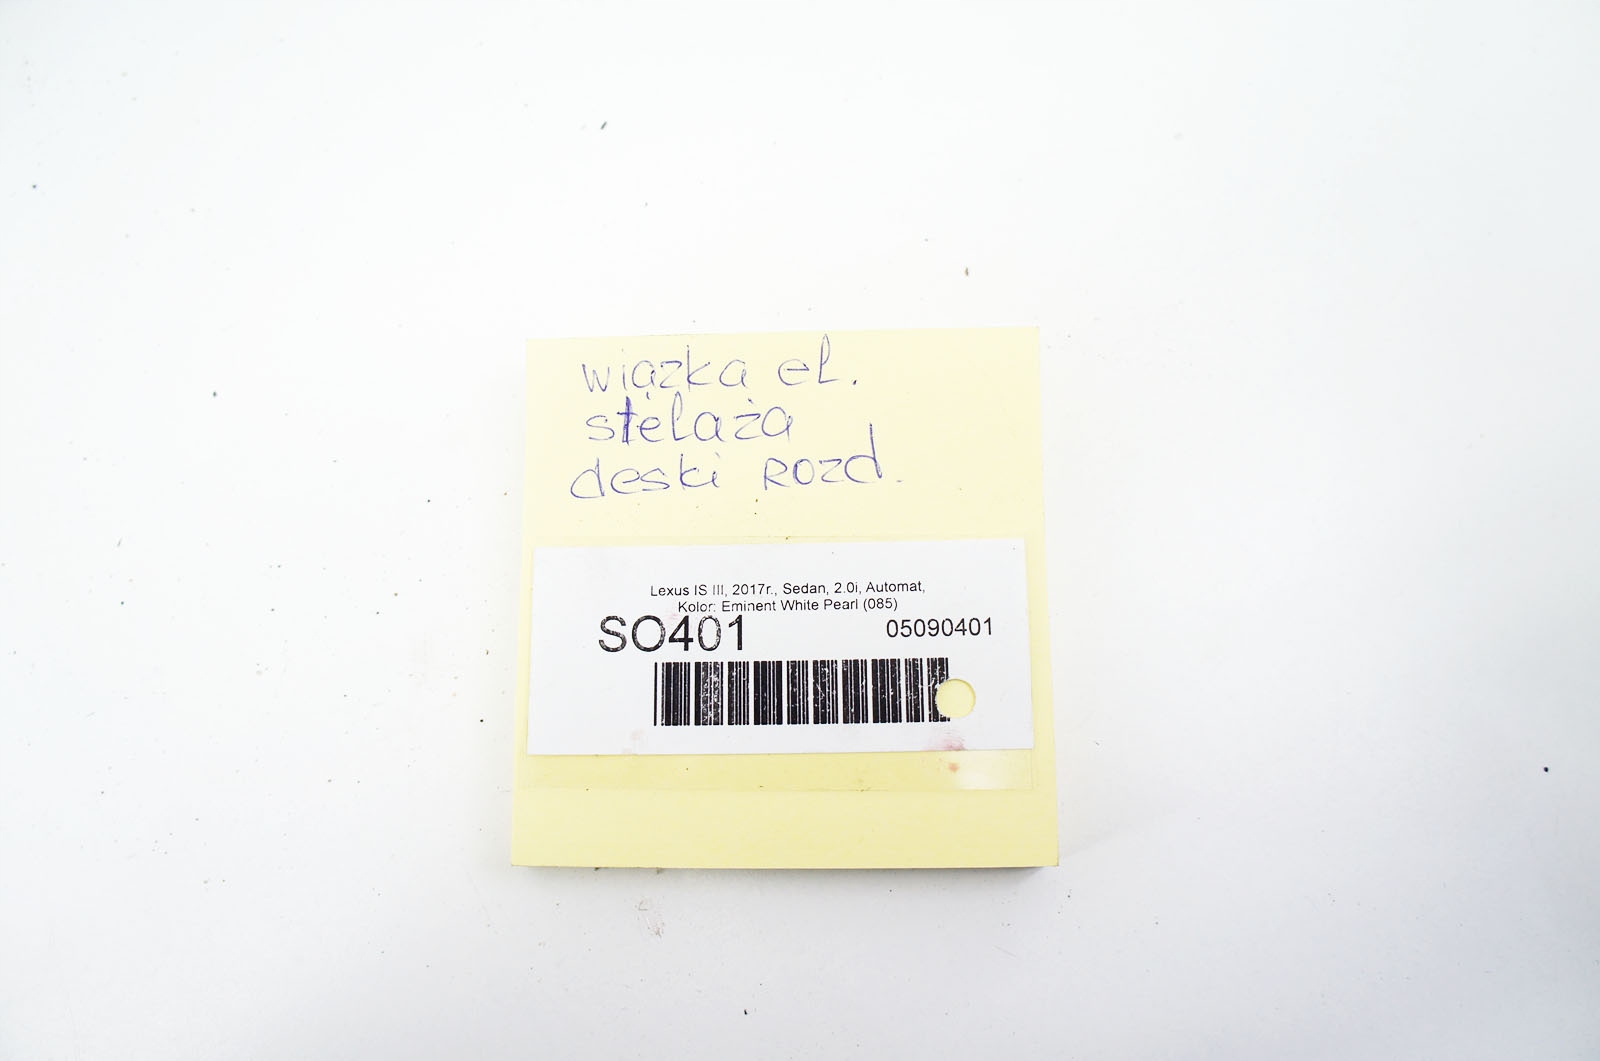 wiązka el.
stelaża
deski ROZD.
Lexus IS III, 2017r., Sedan, 2.0i, Automat,
Kolor: Eminent White Pearl (085)
SO401
05090401